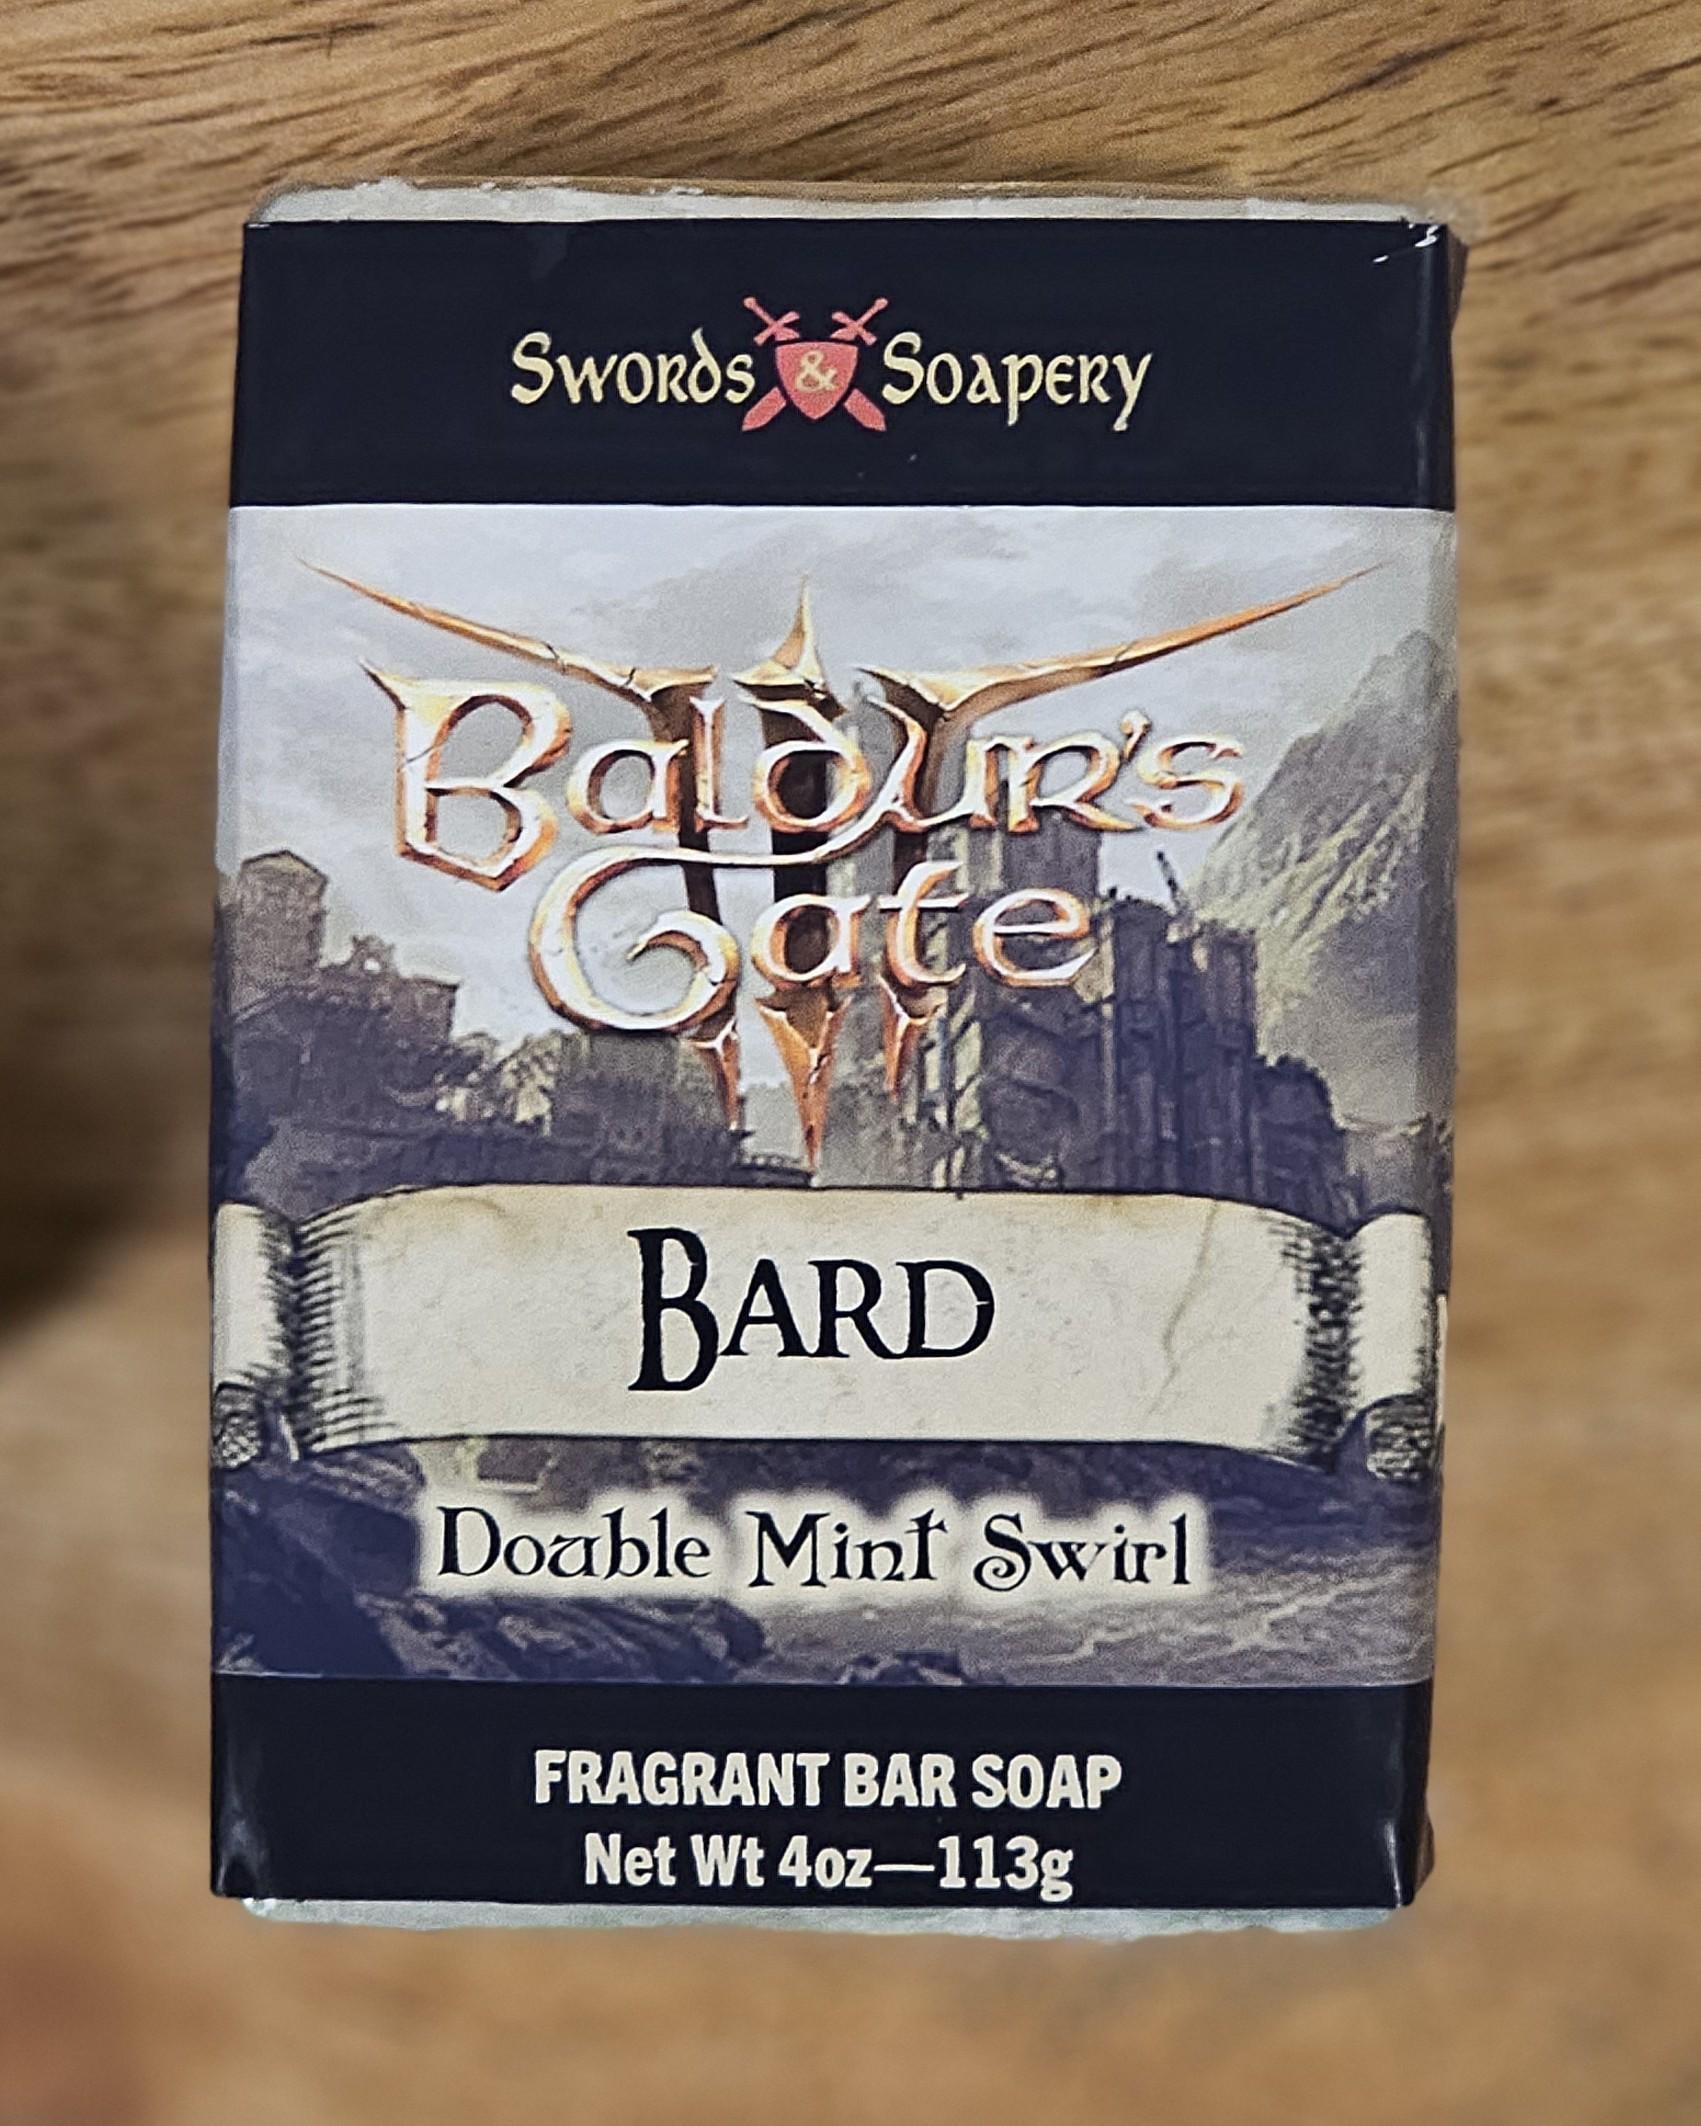 Swords & Soapery
Baldur's
Gate
III
Bard
Double Mint Swirl
FRAGRANT BAR SOAP
Net Wt 4oz—113g